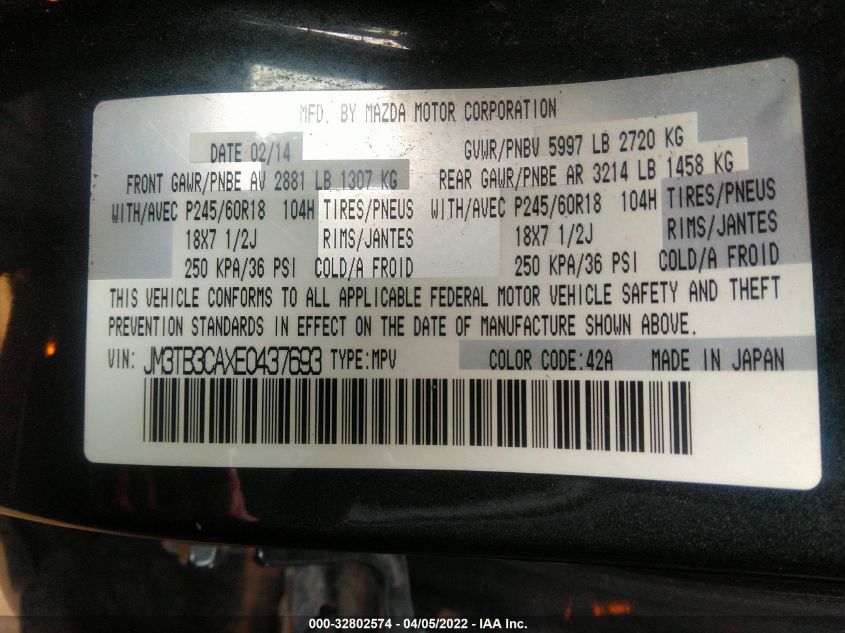 MFD. BY MAZDA MOTOR CORPORATION
DATE 02/14 GVWR/PNBV 5997 LB 2720 KG
FRONT GAWR/PNBE AV 2881 LB 1307 KG REAR GAWR/PNBE AR 3214 LB 1458 KG
WITH/AVEC P245/60R18 104H TIRES/PNEUS WITH/AVEC P245/60R18 104H TIRES/PNEUS
18X7 1/2J RIMS/JANTES 18X7 1/2J RIMS/JANTES
250 KPA/36 PSI COLD/A FROID 250 KPA/36 PSI COLD/A FROID
THIS VEHICLE CONFORMS TO ALL APPLICABLE FEDERAL MOTOR VEHICLE SAFETY AND THEFT
PREVENTION STANDARDS IN EFFECT ON THE DATE OF MANUFACTURE SHOWN ABOVE.
VIN: JM3TB3CAXE0437693 TYPE:MPV COLOR CODE:42A MADE IN JAPAN
000-32802574 - 04/05/2022 - IAA Inc.